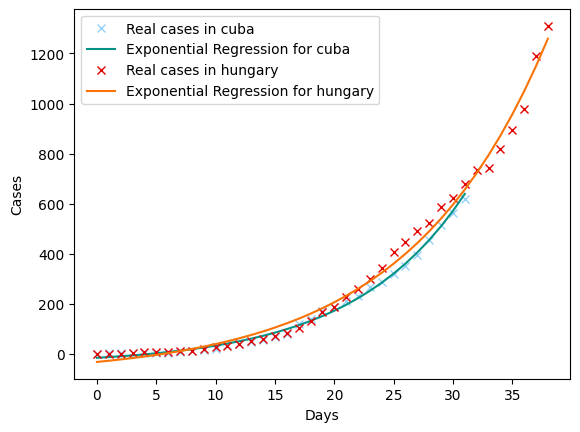 Real cases in cuba
Exponential Regression for cuba
Real cases in hungary
Exponential Regression for hungary
1200
1000
800
600
400
200
0
Cases
0 5 10 15 20 25 30 35
Days